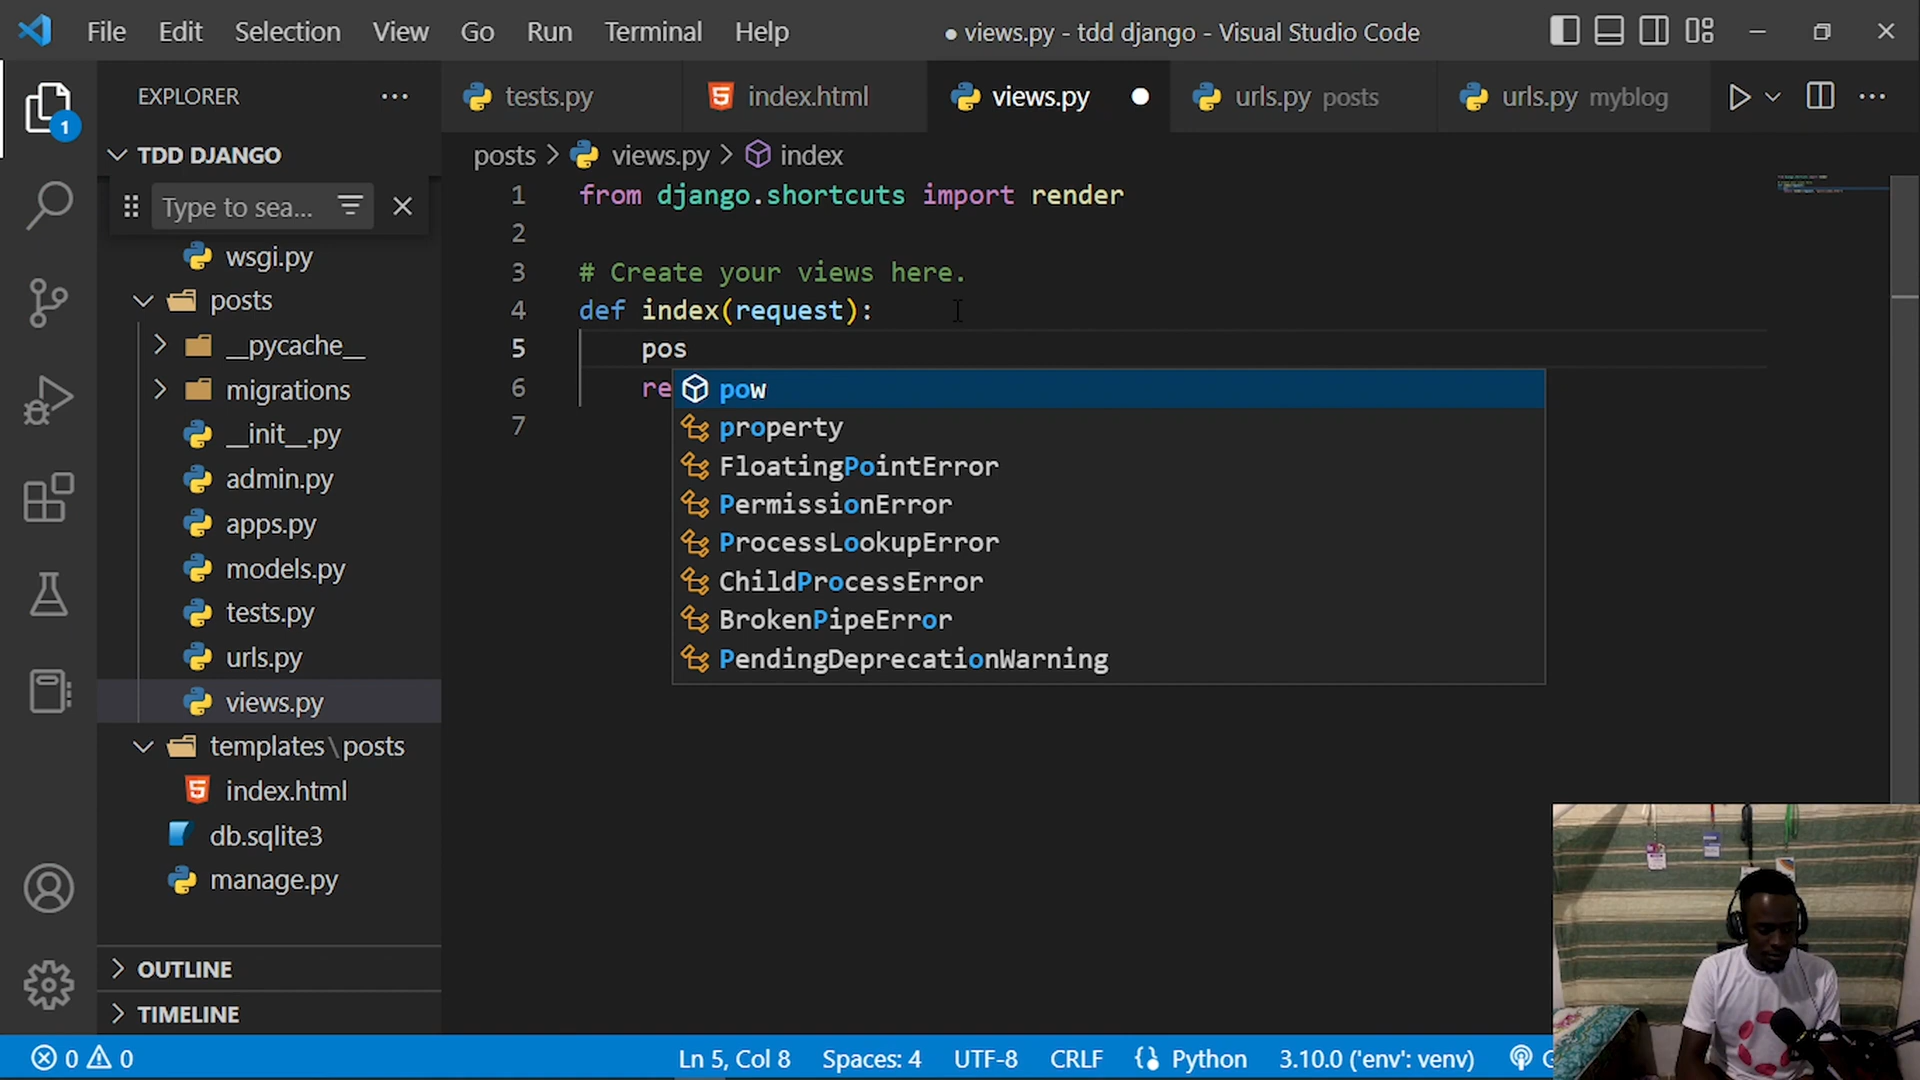 File Edit Selection View Go Run Terminal Help
● views.py - tdd django - Visual Studio Code
EXPLORER
tests.py
index.html
views.py
urls.py posts
urls.py myblog
1
TDD DJANGO
Type to sea...
wsgi.py
posts
__pycache__
migrations
__init__.py
admin.py
apps.py
models.py
tests.py
urls.py
views.py
templates\posts
index.html
db.sqlite3
manage.py
OUTLINE
TIMELINE
posts > views.py > index
1 from django.shortcuts import render
2
3 # Create your views here.
4 def index(request):
5 pos
6 re
7
pow
property
FloatingPointError
PermissionError
ProcessLookupError
ChildProcessError
BrokenPipeError
PendingDeprecationWarning
0 0
Ln 5, Col 8
Spaces: 4
UTF-8
CRLF
Python
3.10.0 ('env': venv)